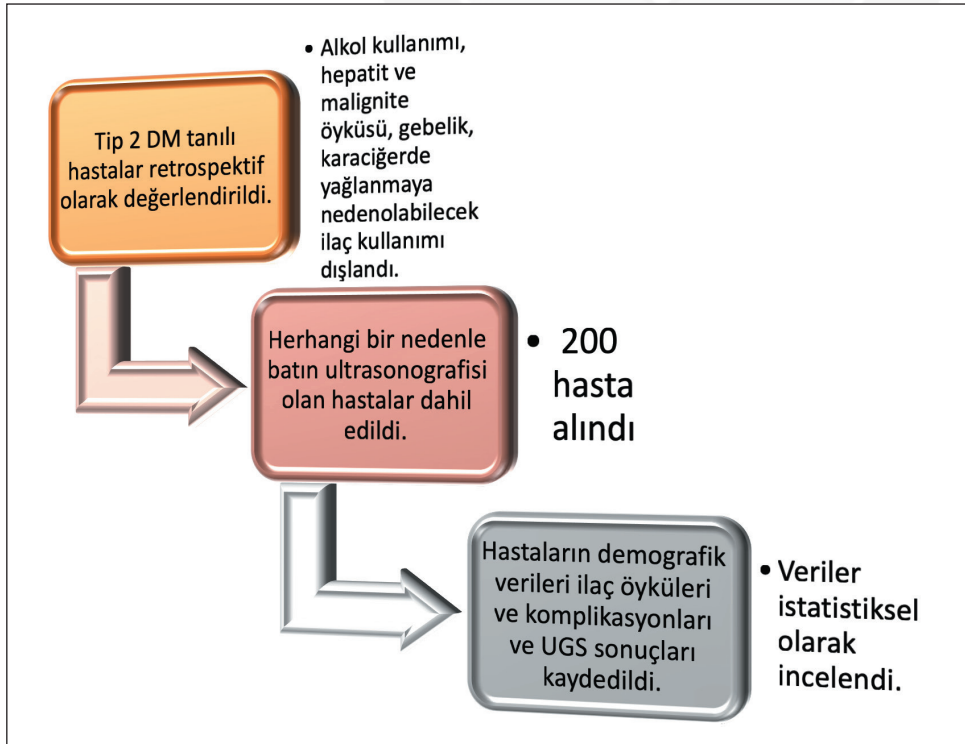 Tip 2 DM tanılı
hastalar retrospektif
olarak değerlendirildi.
• Alkol kullanımı,
hepatit ve
malignite
öyküsü, gebelik,
karaciğerde
yağlanmaya
nedenolabilecek
ilaç kullanımı
dışlandı.
Herhangi bir nedenle
batın ultrasonografisi
olan hastalar dahil
edildi.
• 200
hasta
alındı
Hastaların demografik
verileri ilaç öyküleri
ve komplikasyonları
ve UGS sonuçları
kaydedildi.
• Veriler
istatistiksel
olarak
incelendi.